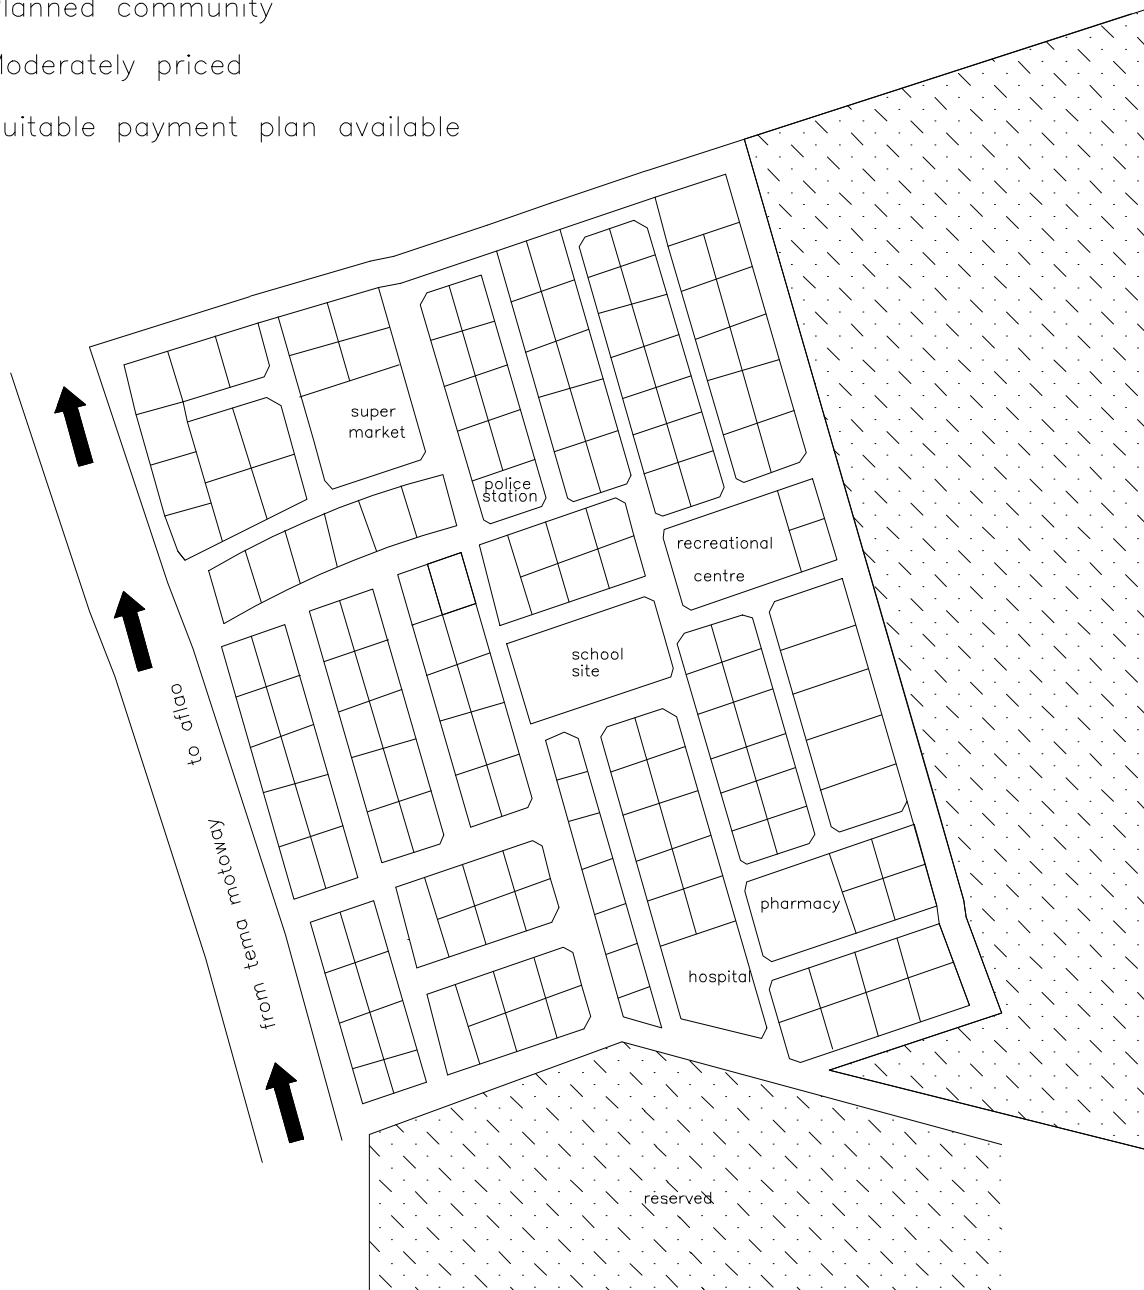 lanned community
oderately priced
uitable payment plan available
super
market
police
station
recreational
centre
school
site
to aflao
from tema motoway
pharmacy
hospital
reserved